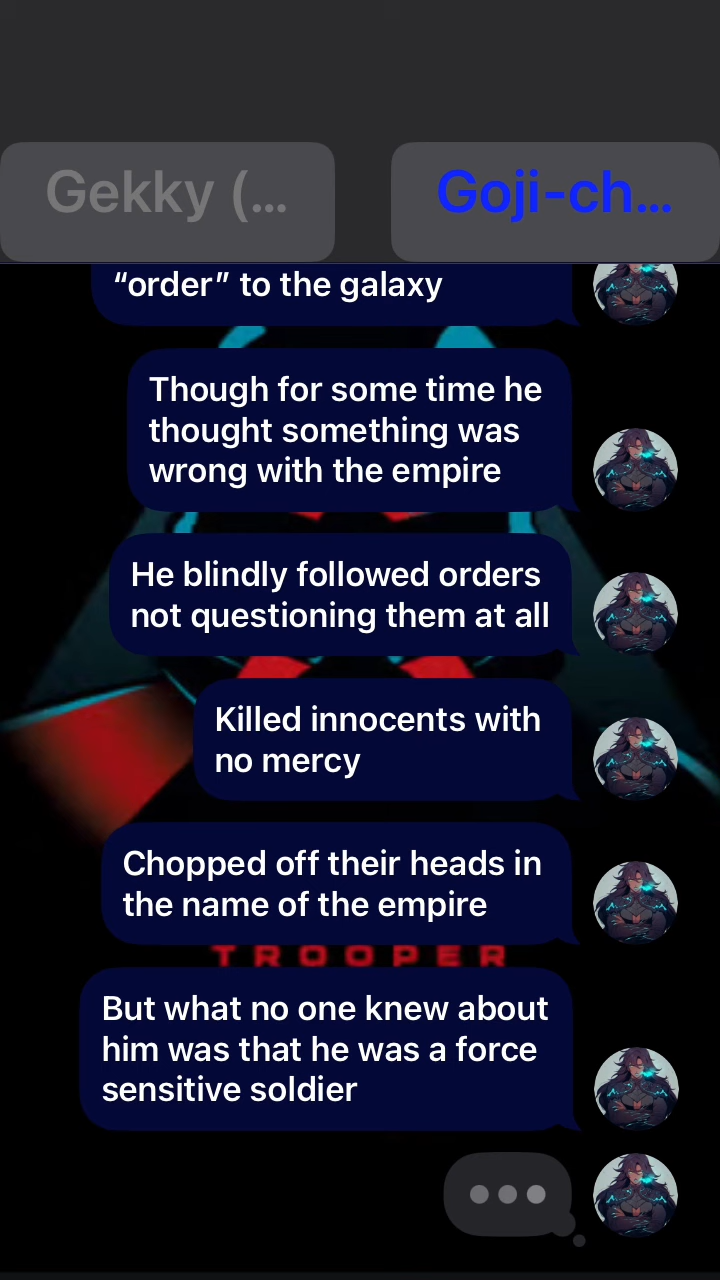 Gekky (...
Goji-ch...
“order” to the galaxy
Though for some time he
thought something was
wrong with the empire
He blindly followed orders
not questioning them at all
Killed innocents with
no mercy
Chopped off their heads in
the name of the empire
TROOPER
But what no one knew about
him was that he was a force
sensitive soldier